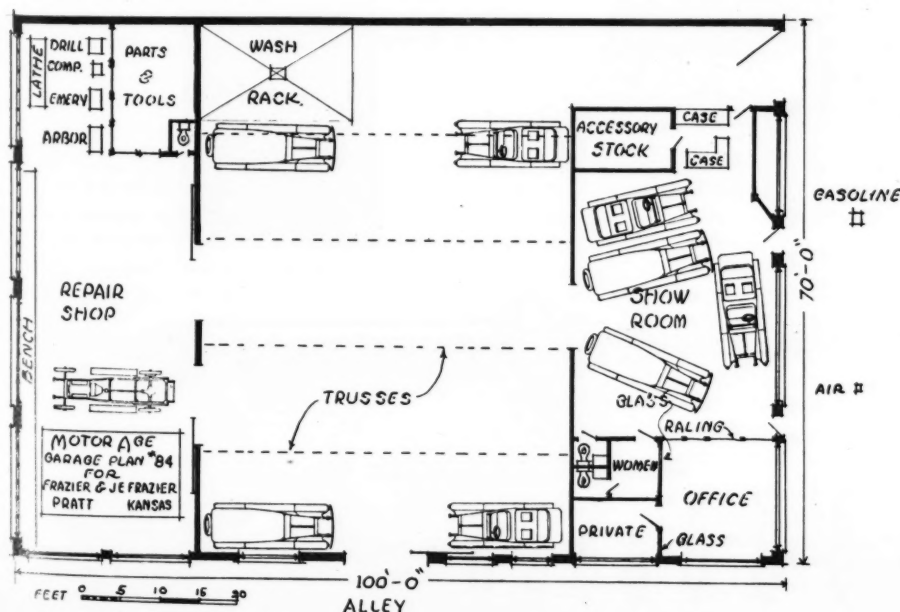 DRILL
COMP.
LATHE
EMERY
ARBOR
PARTS
&
TOOLS
WASH
RACK.
ACCESSORY
STOCK
CASE
CASE
GASOLINE
70'-0"
REPAIR
SHOP
BENCH
SHOW
ROOM
TRUSSES
GLASS
RALING
AIR
WOMEN
OFFICE
PRIVATE
GLASS
MOTOR AGE
GARAGE PLAN #84
FOR
FRAZIER & JE FRAZIER
PRATT KANSAS
100'-0"
FEET 0 5 10 15 20
ALLEY